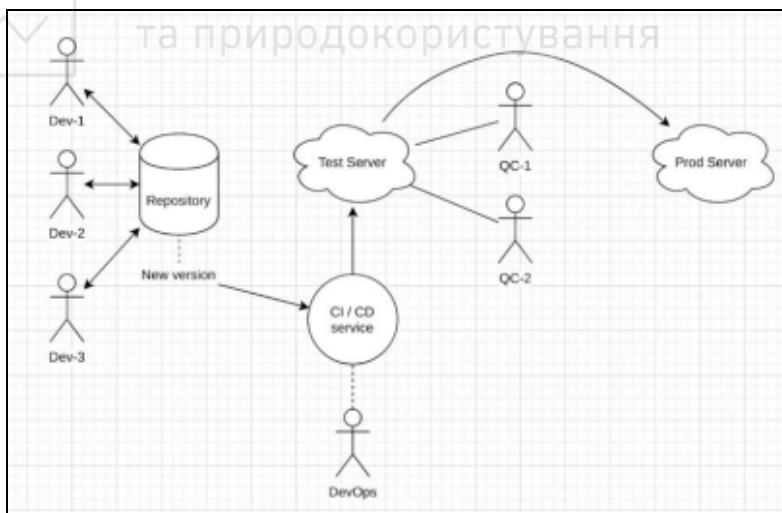 та природокористування
Dev-1
Dev-2
Dev-3
Repository
New version
CI / CD
service
DevOps
Test Server
QC-1
QC-2
Prod Server